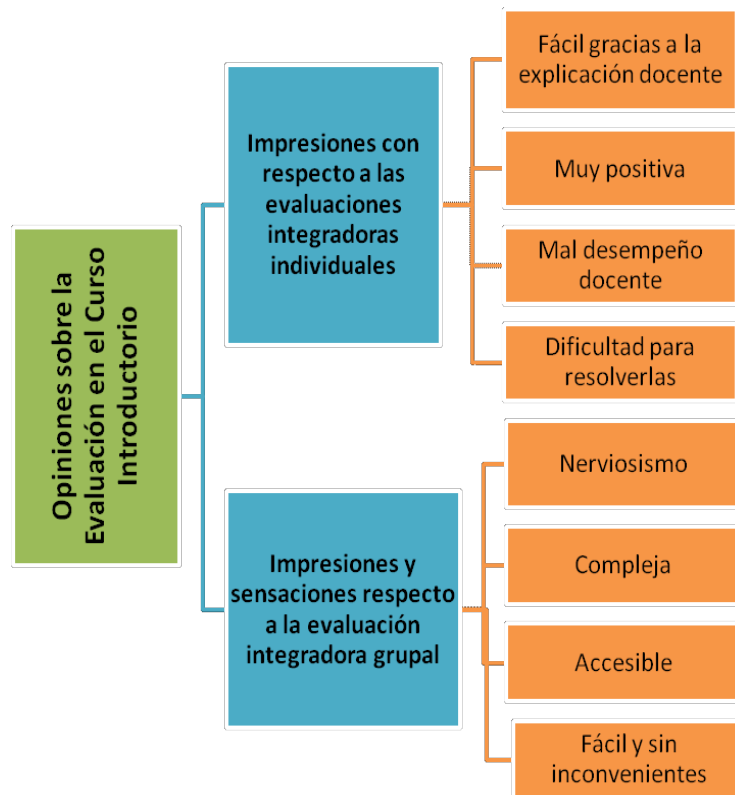 Opiniones sobre la
Evaluación en el Curso
Introductorio
Impresiones con
respecto a las
evaluaciones
integradoras
individuales
Fácil gracias a la
explicación docente
Muy positiva
Mal desempeño
docente
Dificultad para
resolverlas
Impresiones y
sensaciones respecto
a la evaluación
integradora grupal
Nerviosismo
Compleja
Accesible
Fácil y sin
inconvenientes